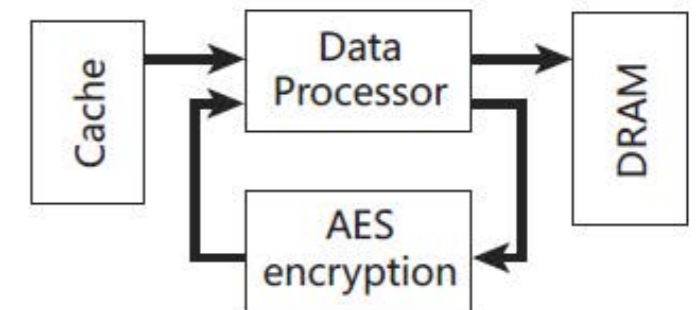 Cache
Data
Processor
DRAM
AES
encryption